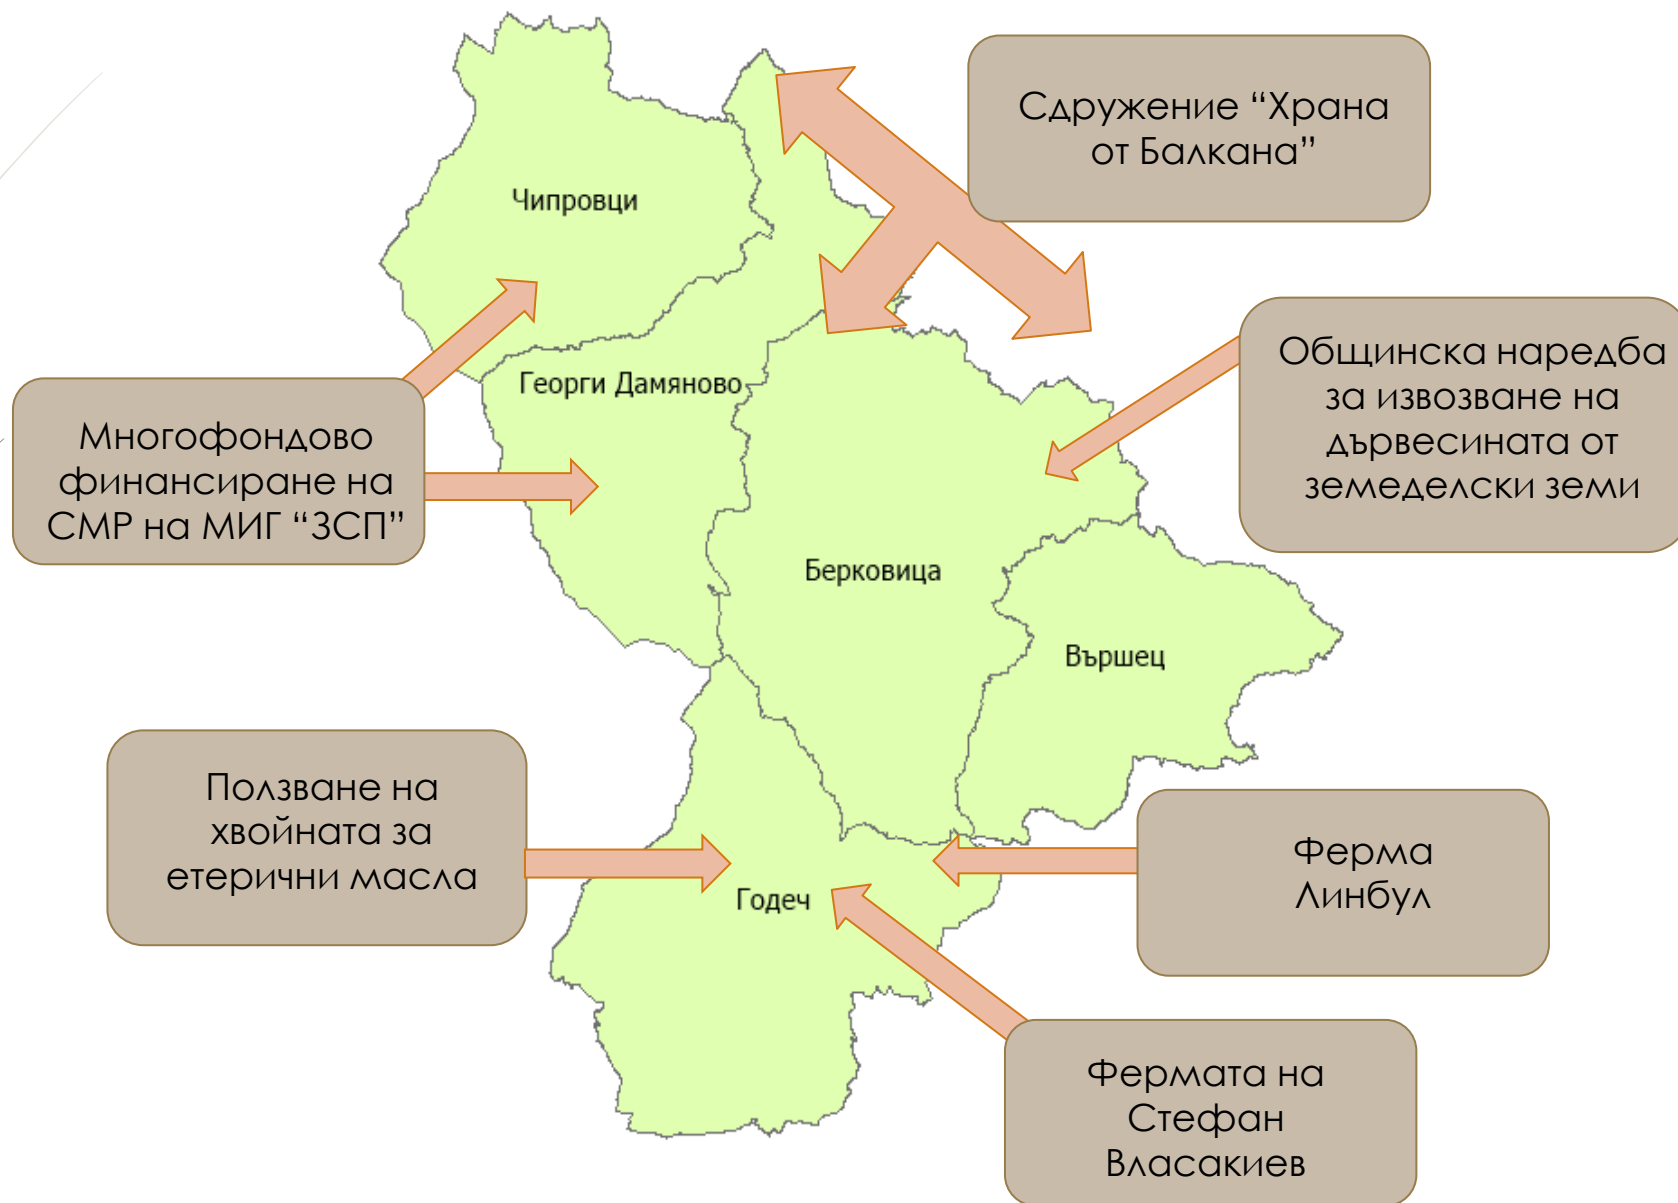 Сдружение “Храна
от Балкана”
Чипровци
Общинска наредба
за извозване на
дървесината от
земеделски земи
Георги Дамяново
Многофондово
финансиране на
СМР на МИГ “ЗСП”
Берковица
Вършец
Ползване на
хвойната за
етерични масла
Ферма
Линбул
Годеч
Фермата на
Стефан
Власакиев